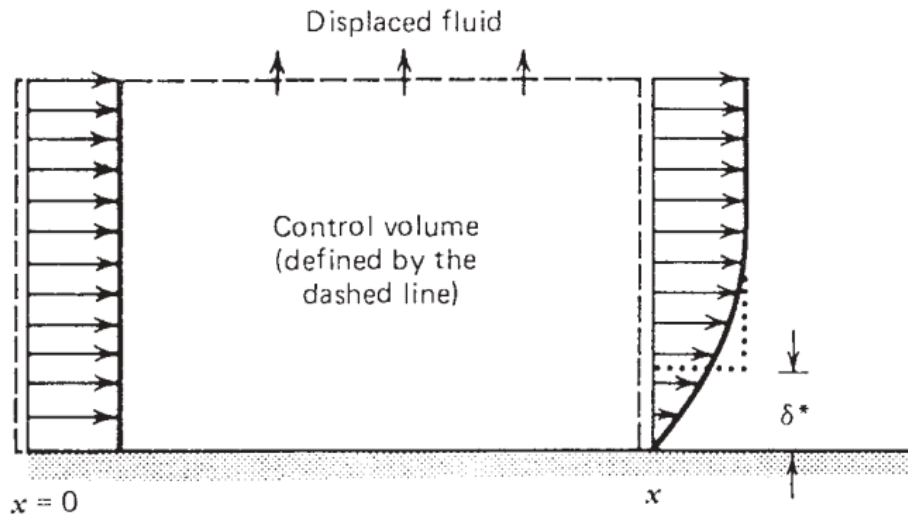 Displaced fluid
Control volume
(defined by the
dashed line)
δ*
x = 0
x